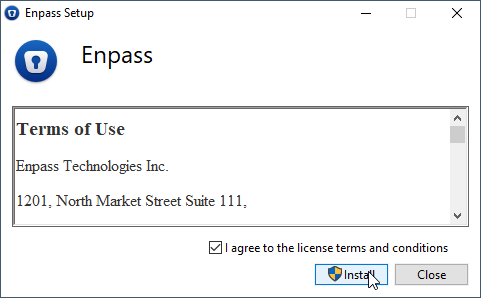 Enpass Setup
Enpass
Terms of Use
Enpass Technologies Inc.
1201, North Market Street Suite 111,
I agree to the license terms and conditions
Install
Close